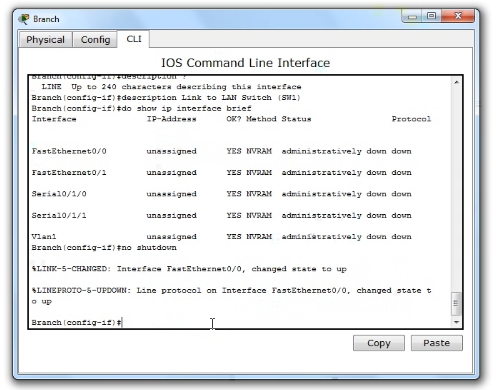 Branch
Physical Config CLI
IOS Command Line Interface
Branch(config-if)#description ?
LINE Up to 240 characters describing this interface
Branch(config-if)#description Link to LAN Switch (SW1)
Branch(config-if)#do show ip interface brief
Interface IP-Address OK? Method Status Protocol
FastEthernet0/0 unassigned YES NVRAM administratively down down
FastEthernet0/1 unassigned YES NVRAM administratively down down
Serial0/1/0 unassigned YES NVRAM administratively down down
Serial0/1/1 unassigned YES NVRAM administratively down down
Vlan1 unassigned YES NVRAM administratively down down
Branch(config-if)#no shutdown
%LINK-5-CHANGED: Interface FastEthernet0/0, changed state to up
%LINEPROTO-5-UPDOWN: Line protocol on Interface FastEthernet0/0, changed state t
o up
Branch(config-if)#
Copy Paste